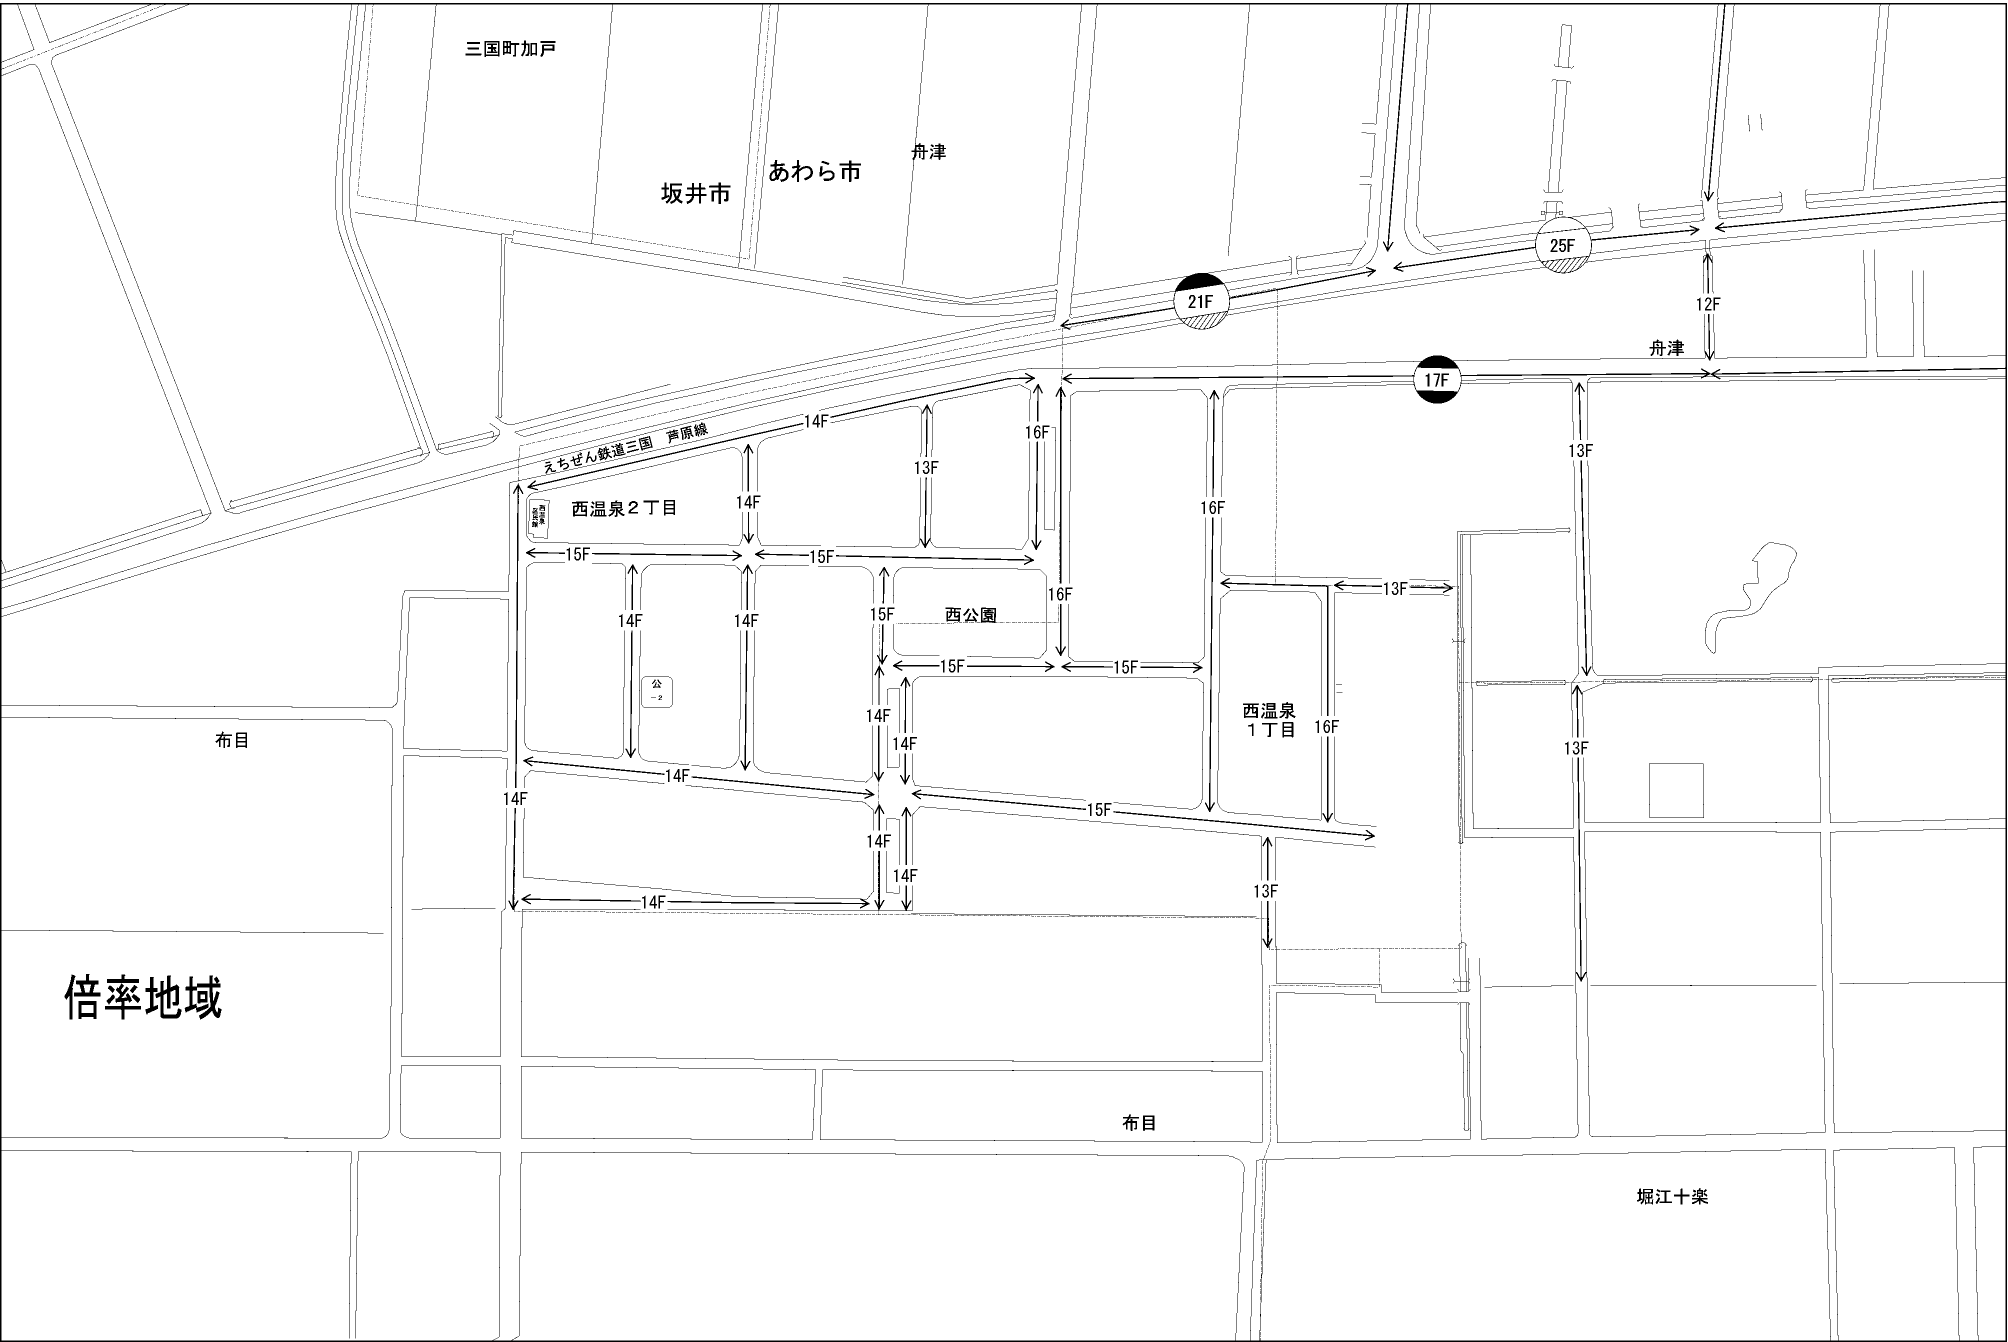 三国町加戸
舟津
あわら市
坂井市
25F
21F
12F
舟津
17F
14F
えちぜん鉄道三国 芦原線
16F
13F
13F
14F
西温泉2丁目
16F
15F
15F
13F
16F
14F
14F
15F
西公園
15F
15F
公
-2
14F
西温泉
1丁目
16F
布目
14F
13F
14F
14F
15F
14F
14F
13F
14F
倍率地域
布目
堀江十楽